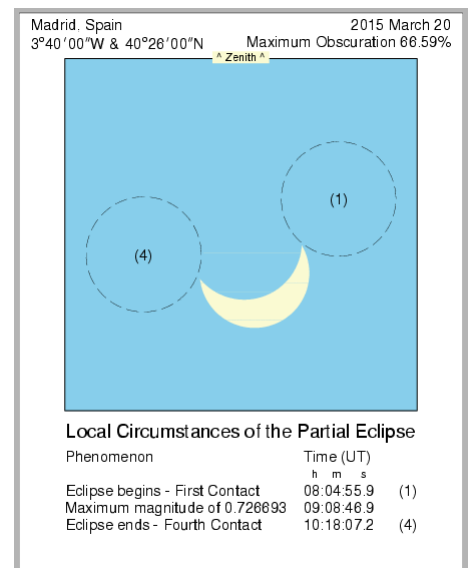 Madrid, Spain 2015 March 20
3°40′00″W & 40°26′00″N Maximum Obscuration 66.59%
^ Zenith ^
(1)
(4)
Local Circumstances of the Partial Eclipse
Phenomenon Time (UT)
h m s
Eclipse begins - First Contact 08:04:55.9 (1)
Maximum magnitude of 0.726693 09:08:46.9
Eclipse ends - Fourth Contact 10:18:07.2 (4)